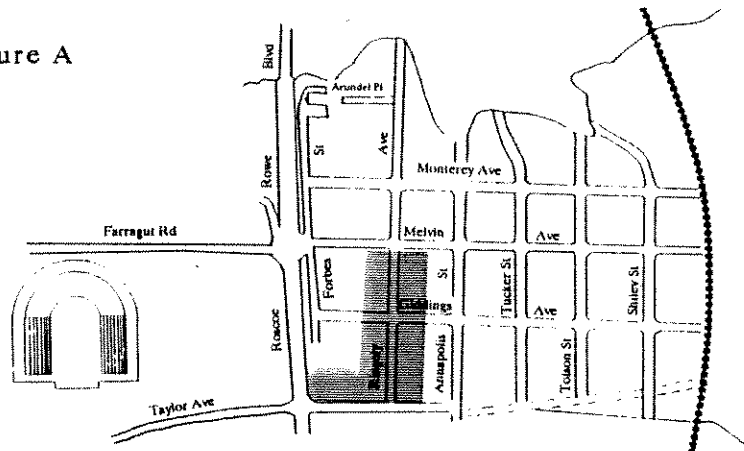 ure A
Blvd
Arundel Pl
St
Ave
Rowe
Monterey Ave
Farragut Rd
Melvin
Ave
Forbes
St
Tucker St
Shiley St
Giddings
Ave
Roscoe
Annapolis
Tolson St
Taylor Ave